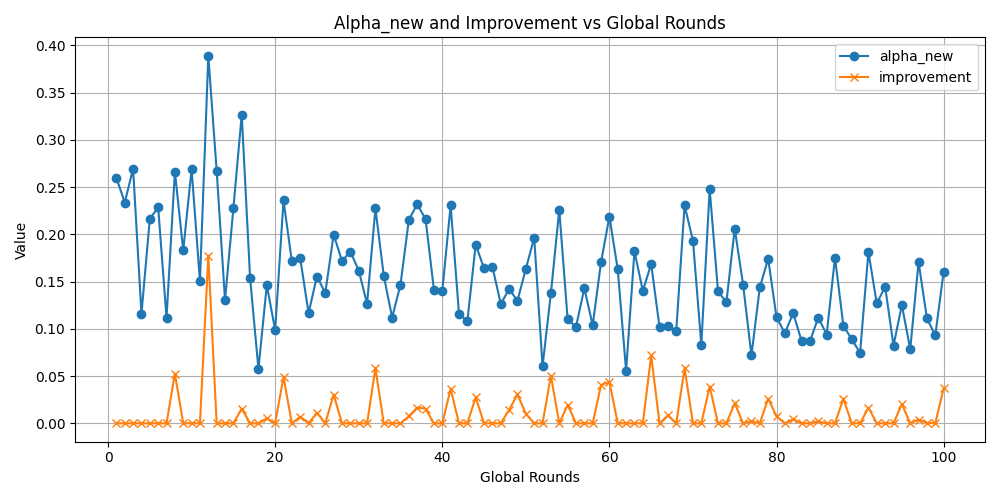 Alpha_new and Improvement vs Global Rounds
alpha_new
improvement
Value
0.40
0.35
0.30
0.25
0.20
0.15
0.10
0.05
0.00
0 20 40 60 80 100
Global Rounds